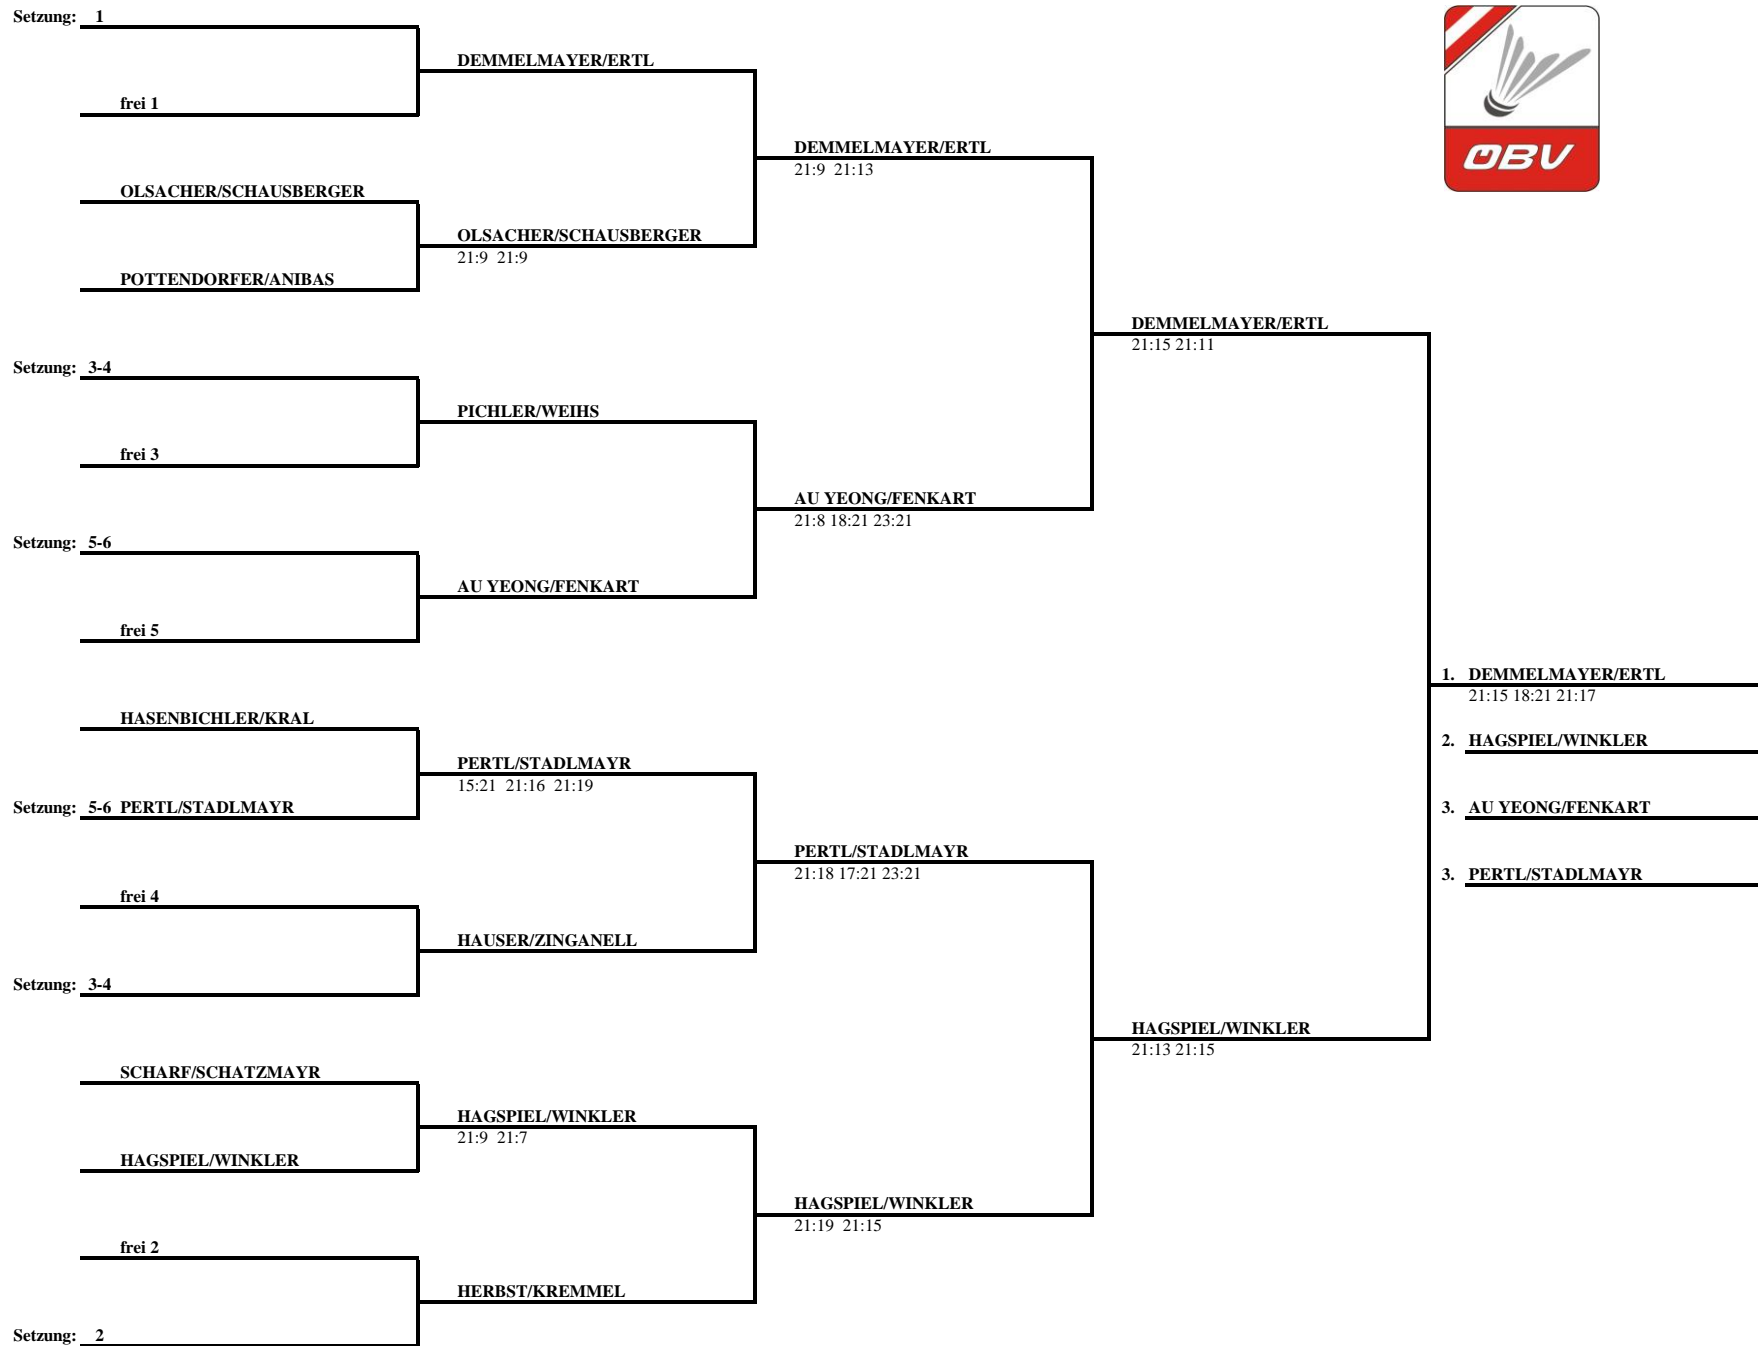 Setzung: 1
DEMMELMAYER/ERTL
frei 1
DEMMELMAYER/ERTL
21:9 21:13
ÖBV
OLSACHER/SCHAUSBERGER
OLSACHER/SCHAUSBERGER
21:9 21:9
POTTENDORFER/ANIBAS
DEMMELMAYER/ERTL
21:15 21:11
Setzung: 3-4
PICHLER/WEIHS
frei 3
AU YEONG/FENKART
21:8 18:21 23:21
Setzung: 5-6
AU YEONG/FENKART
frei 5
1. DEMMELMAYER/ERTL
21:15 18:21 21:17
HASENBICHLER/KRAL
2. HAGSPIEL/WINKLER
PERTL/STADLMAYR
15:21 21:16 21:19
Setzung: 5-6 PERTL/STADLMAYR
3. AU YEONG/FENKART
PERTL/STADLMAYR
21:18 17:21 23:21
3. PERTL/STADLMAYR
frei 4
HAUSER/ZINGANELL
Setzung: 3-4
HAGSPIEL/WINKLER
21:13 21:15
SCHARF/SCHATZMAYR
HAGSPIEL/WINKLER
21:9 21:7
HAGSPIEL/WINKLER
HAGSPIEL/WINKLER
21:19 21:15
frei 2
HERBST/KREMMEL
Setzung: 2